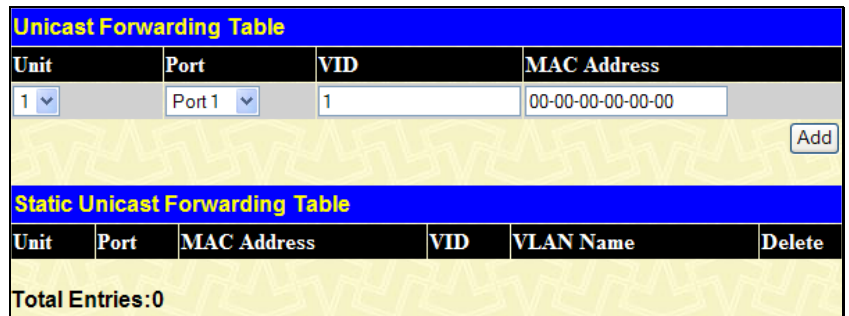 Unicast Forwarding Table
Unit Port VID MAC Address
1 Port 1 1 00-00-00-00-00-00
Add
Static Unicast Forwarding Table
Unit Port MAC Address VID VLAN Name Delete
Total Entries:0